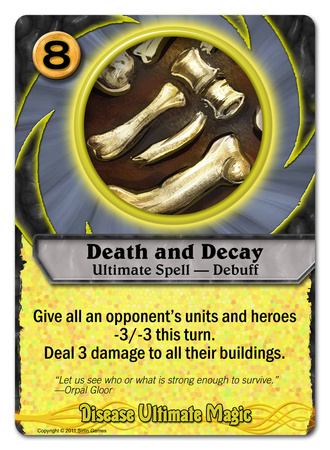 8
Death and Decay
Ultimate Spell — Debuff
Give all an opponent's units and heroes
-3/-3 this turn.
Deal 3 damage to all their buildings.
"Let us see who or what is strong enough to survive."
—Orpal Gloor
Disease Ultimate Magic
Copyright © 2011 Sirlin Games